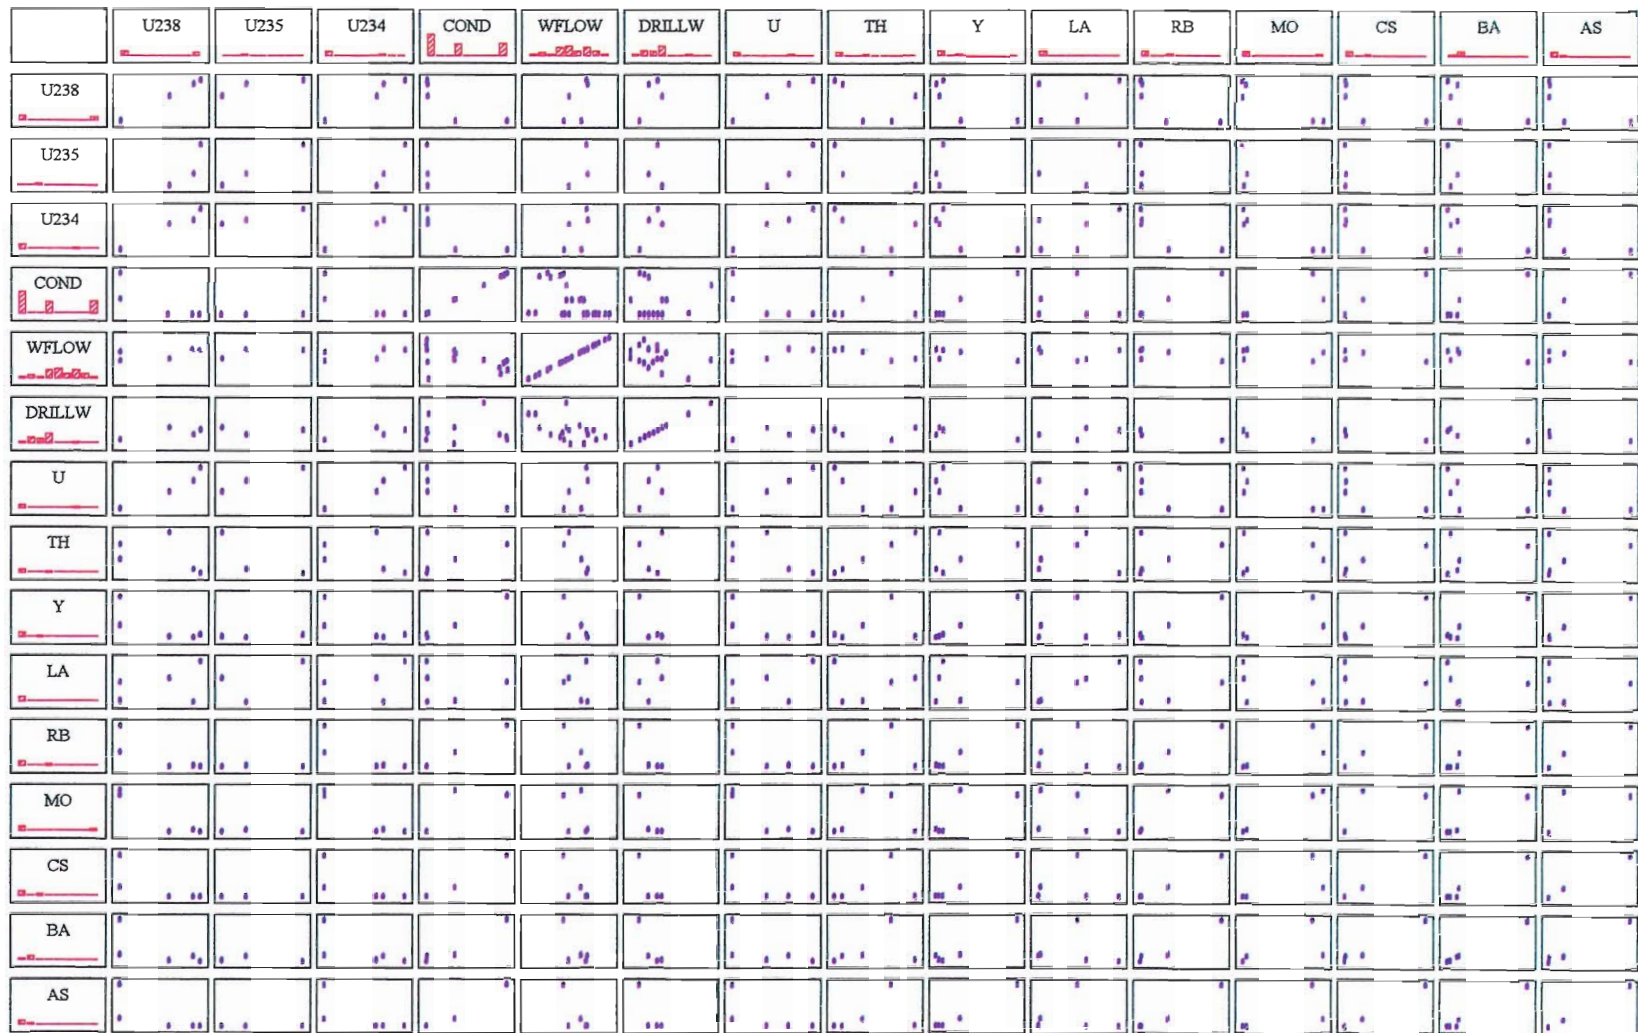 U238 U235 U234 COND WFLOW DRILLW U TH Y LA RB MO CS BA AS
U238
U235
U234
COND
WFLOW
DRILLW
U
TH
Y
LA
RB
MO
CS
BA
AS